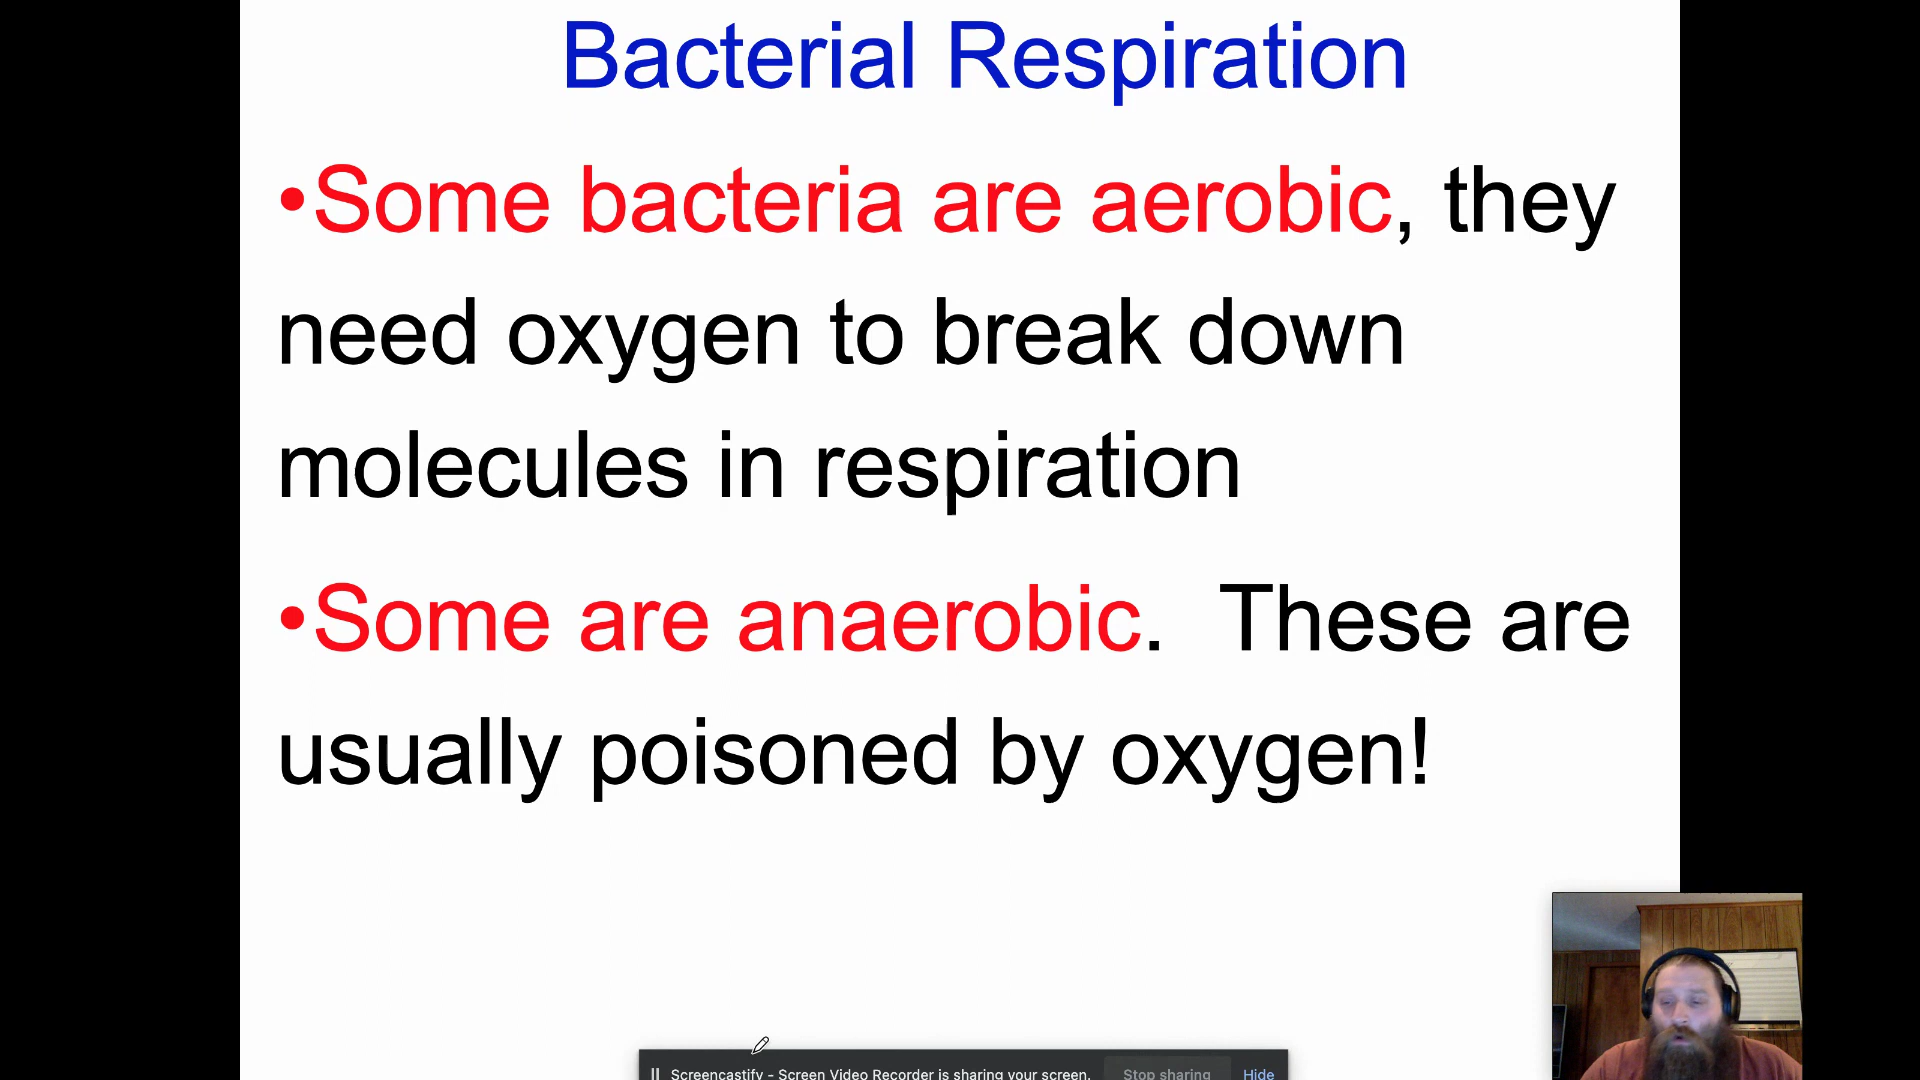 Bacterial Respiration
•Some bacteria are aerobic, they
need oxygen to break down
molecules in respiration
•Some are anaerobic.  These are
usually poisoned by oxygen!
Screencastify - Screen Video Recorder is sharing your screen. Stop sharing Hide